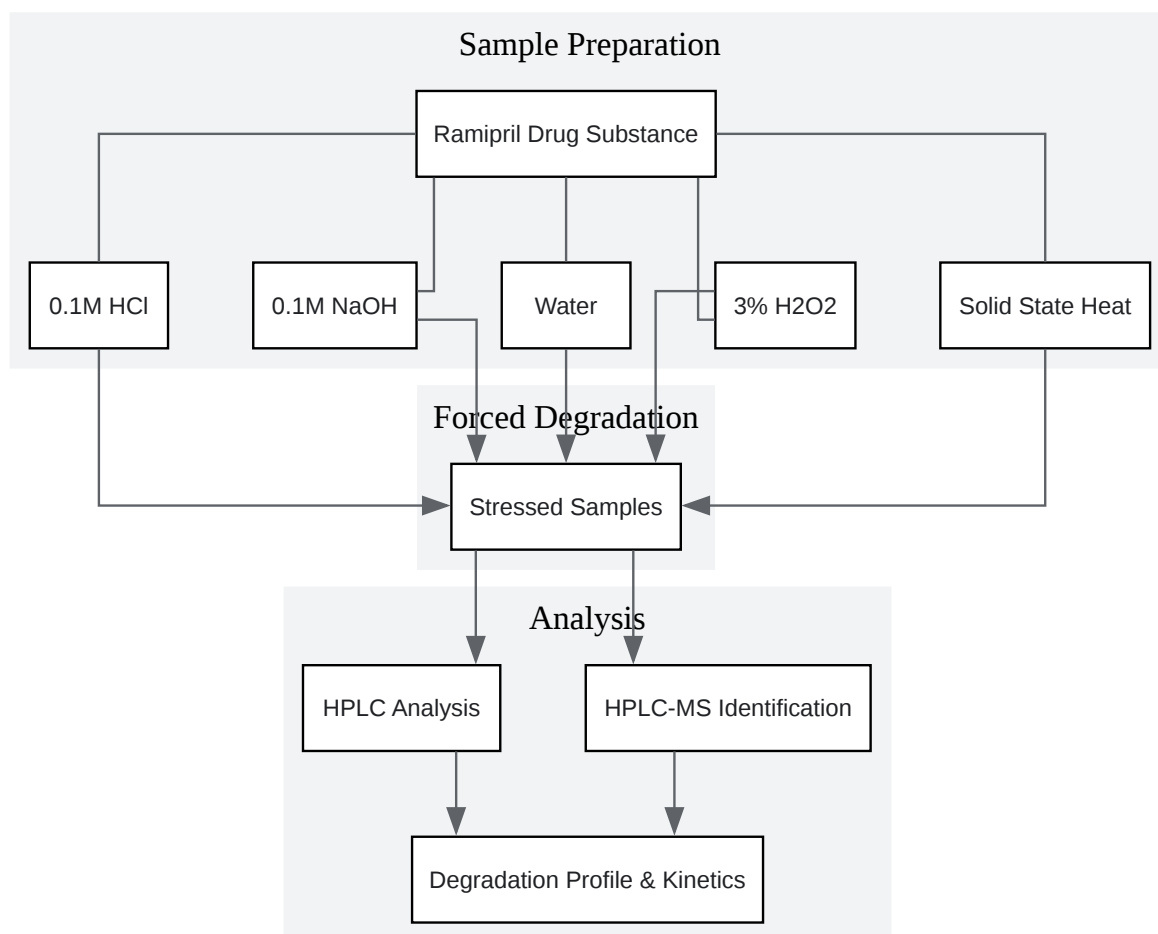 Sample Preparation
Ramipril Drug Substance
0.1M HCl
0.1M NaOH
Water
3% H2O2
Solid State Heat
Forced Degradation
Stressed Samples
Analysis
HPLC Analysis
HPLC-MS Identification
Degradation Profile & Kinetics